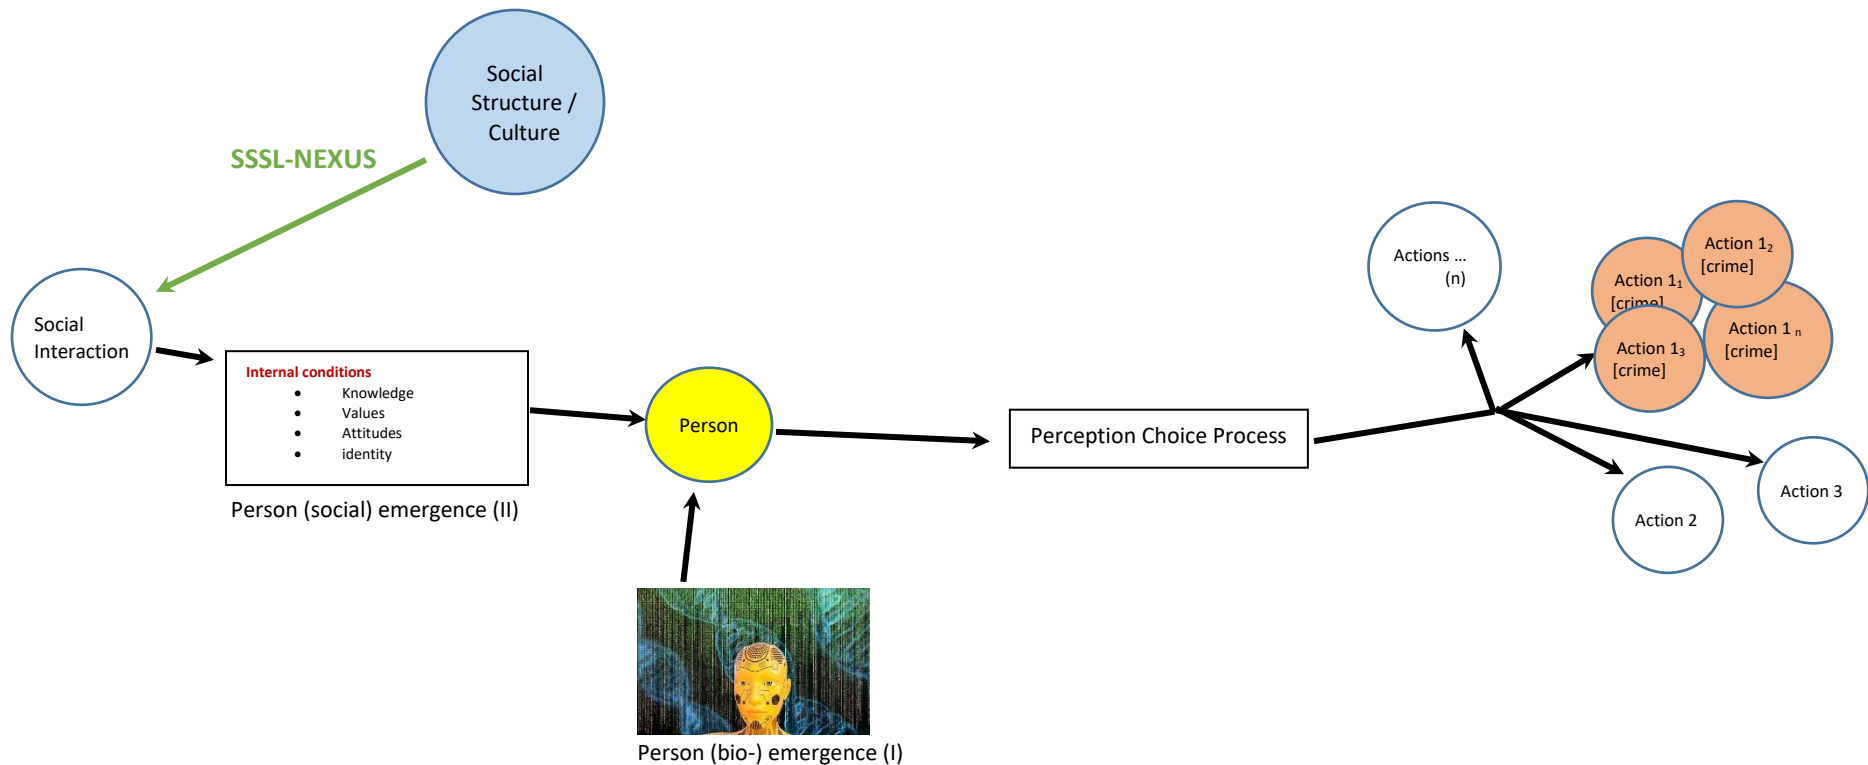 Social
Structure /
Culture
SSSL-NEXUS
Social
Interaction
Internal conditions
● Knowledge
● Values
● Attitudes
● identity
Person (social) emergence (II)
Person
Person (bio-) emergence (I)
Perception Choice Process
Actions ...
(n)
Action 1₁
[crime]
Action 1₂
[crime]
Action 1₃
[crime]
Action 1 ₙ
[crime]
Action 2
Action 3